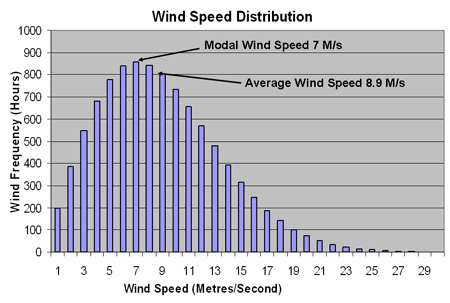 Wind Speed Distribution
Wind Frequency (Hours)
1000
900
800
700
600
500
400
300
200
100
0
Modal Wind Speed 7 M/s
Average Wind Speed 8.9 M/s
1 3 5 7 9 11 13 15 17 19 21 23 25 27 29
Wind Speed (Metres/Second)